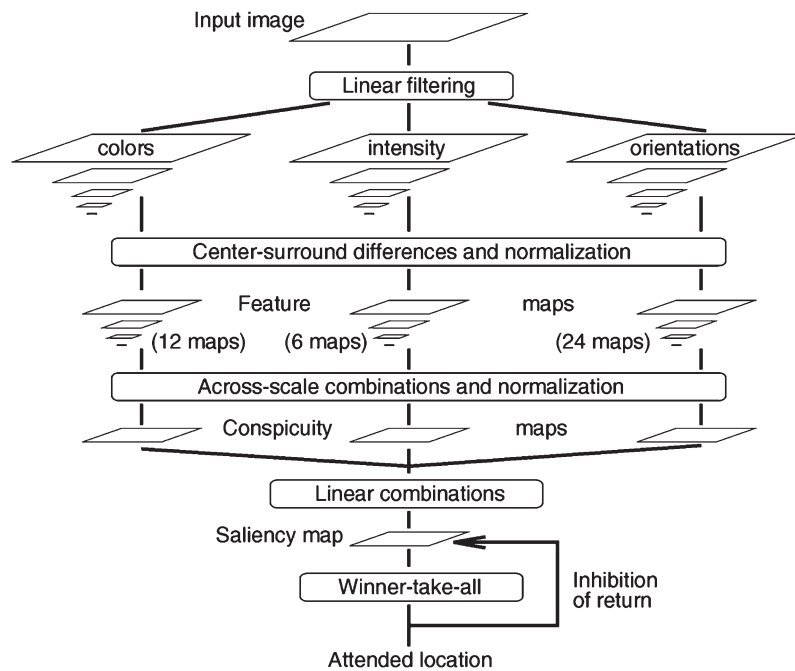 Input image
Linear filtering
colors intensity orientations
Center-surround differences and normalization
Feature maps
(12 maps) (6 maps) (24 maps)
Across-scale combinations and normalization
Conspicuity maps
Linear combinations
Saliency map
Winner-take-all
Inhibition
of return
Attended location